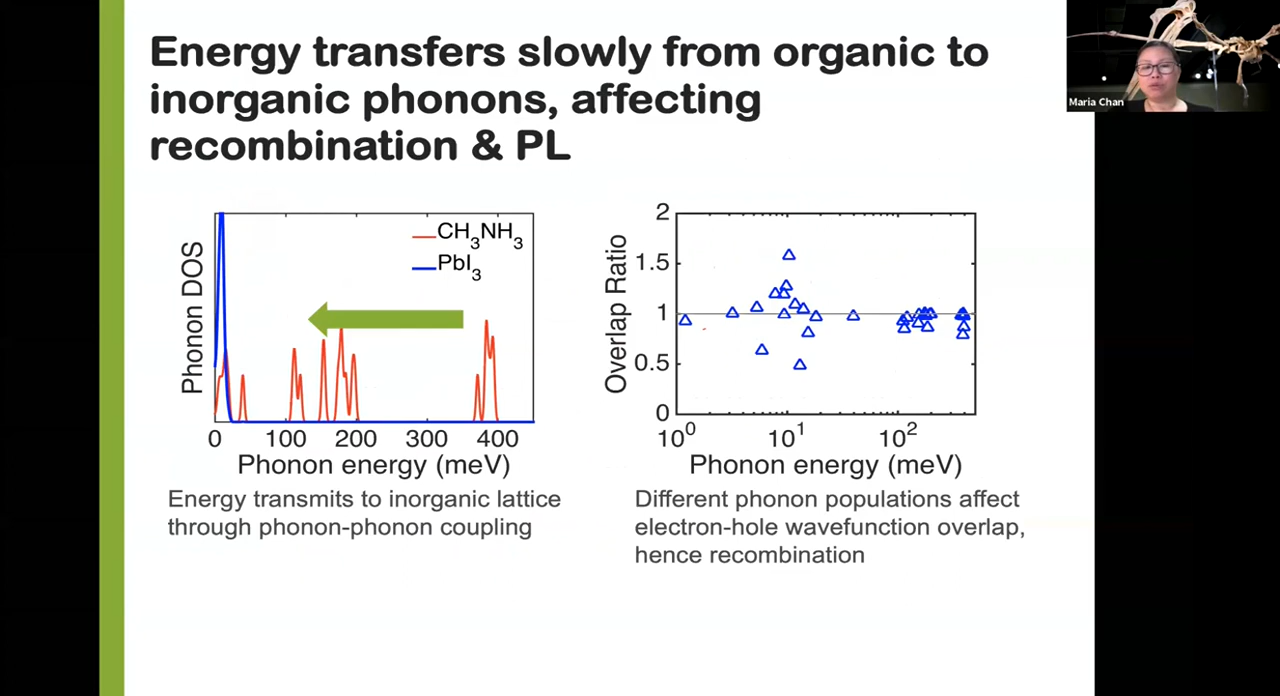 Energy transfers slowly from organic to
inorganic phonons, affecting
recombination & PL
Maria Chan
Phonon DOS
CH₃NH₃
PbI₃
0 100 200 300 400
Phonon energy (meV)
Energy transmits to inorganic lattice
through phonon-phonon coupling
Overlap Ratio
2
1.5
1
0.5
0
10⁰ 10¹ 10²
Phonon energy (meV)
Different phonon populations affect
electron-hole wavefunction overlap,
hence recombination